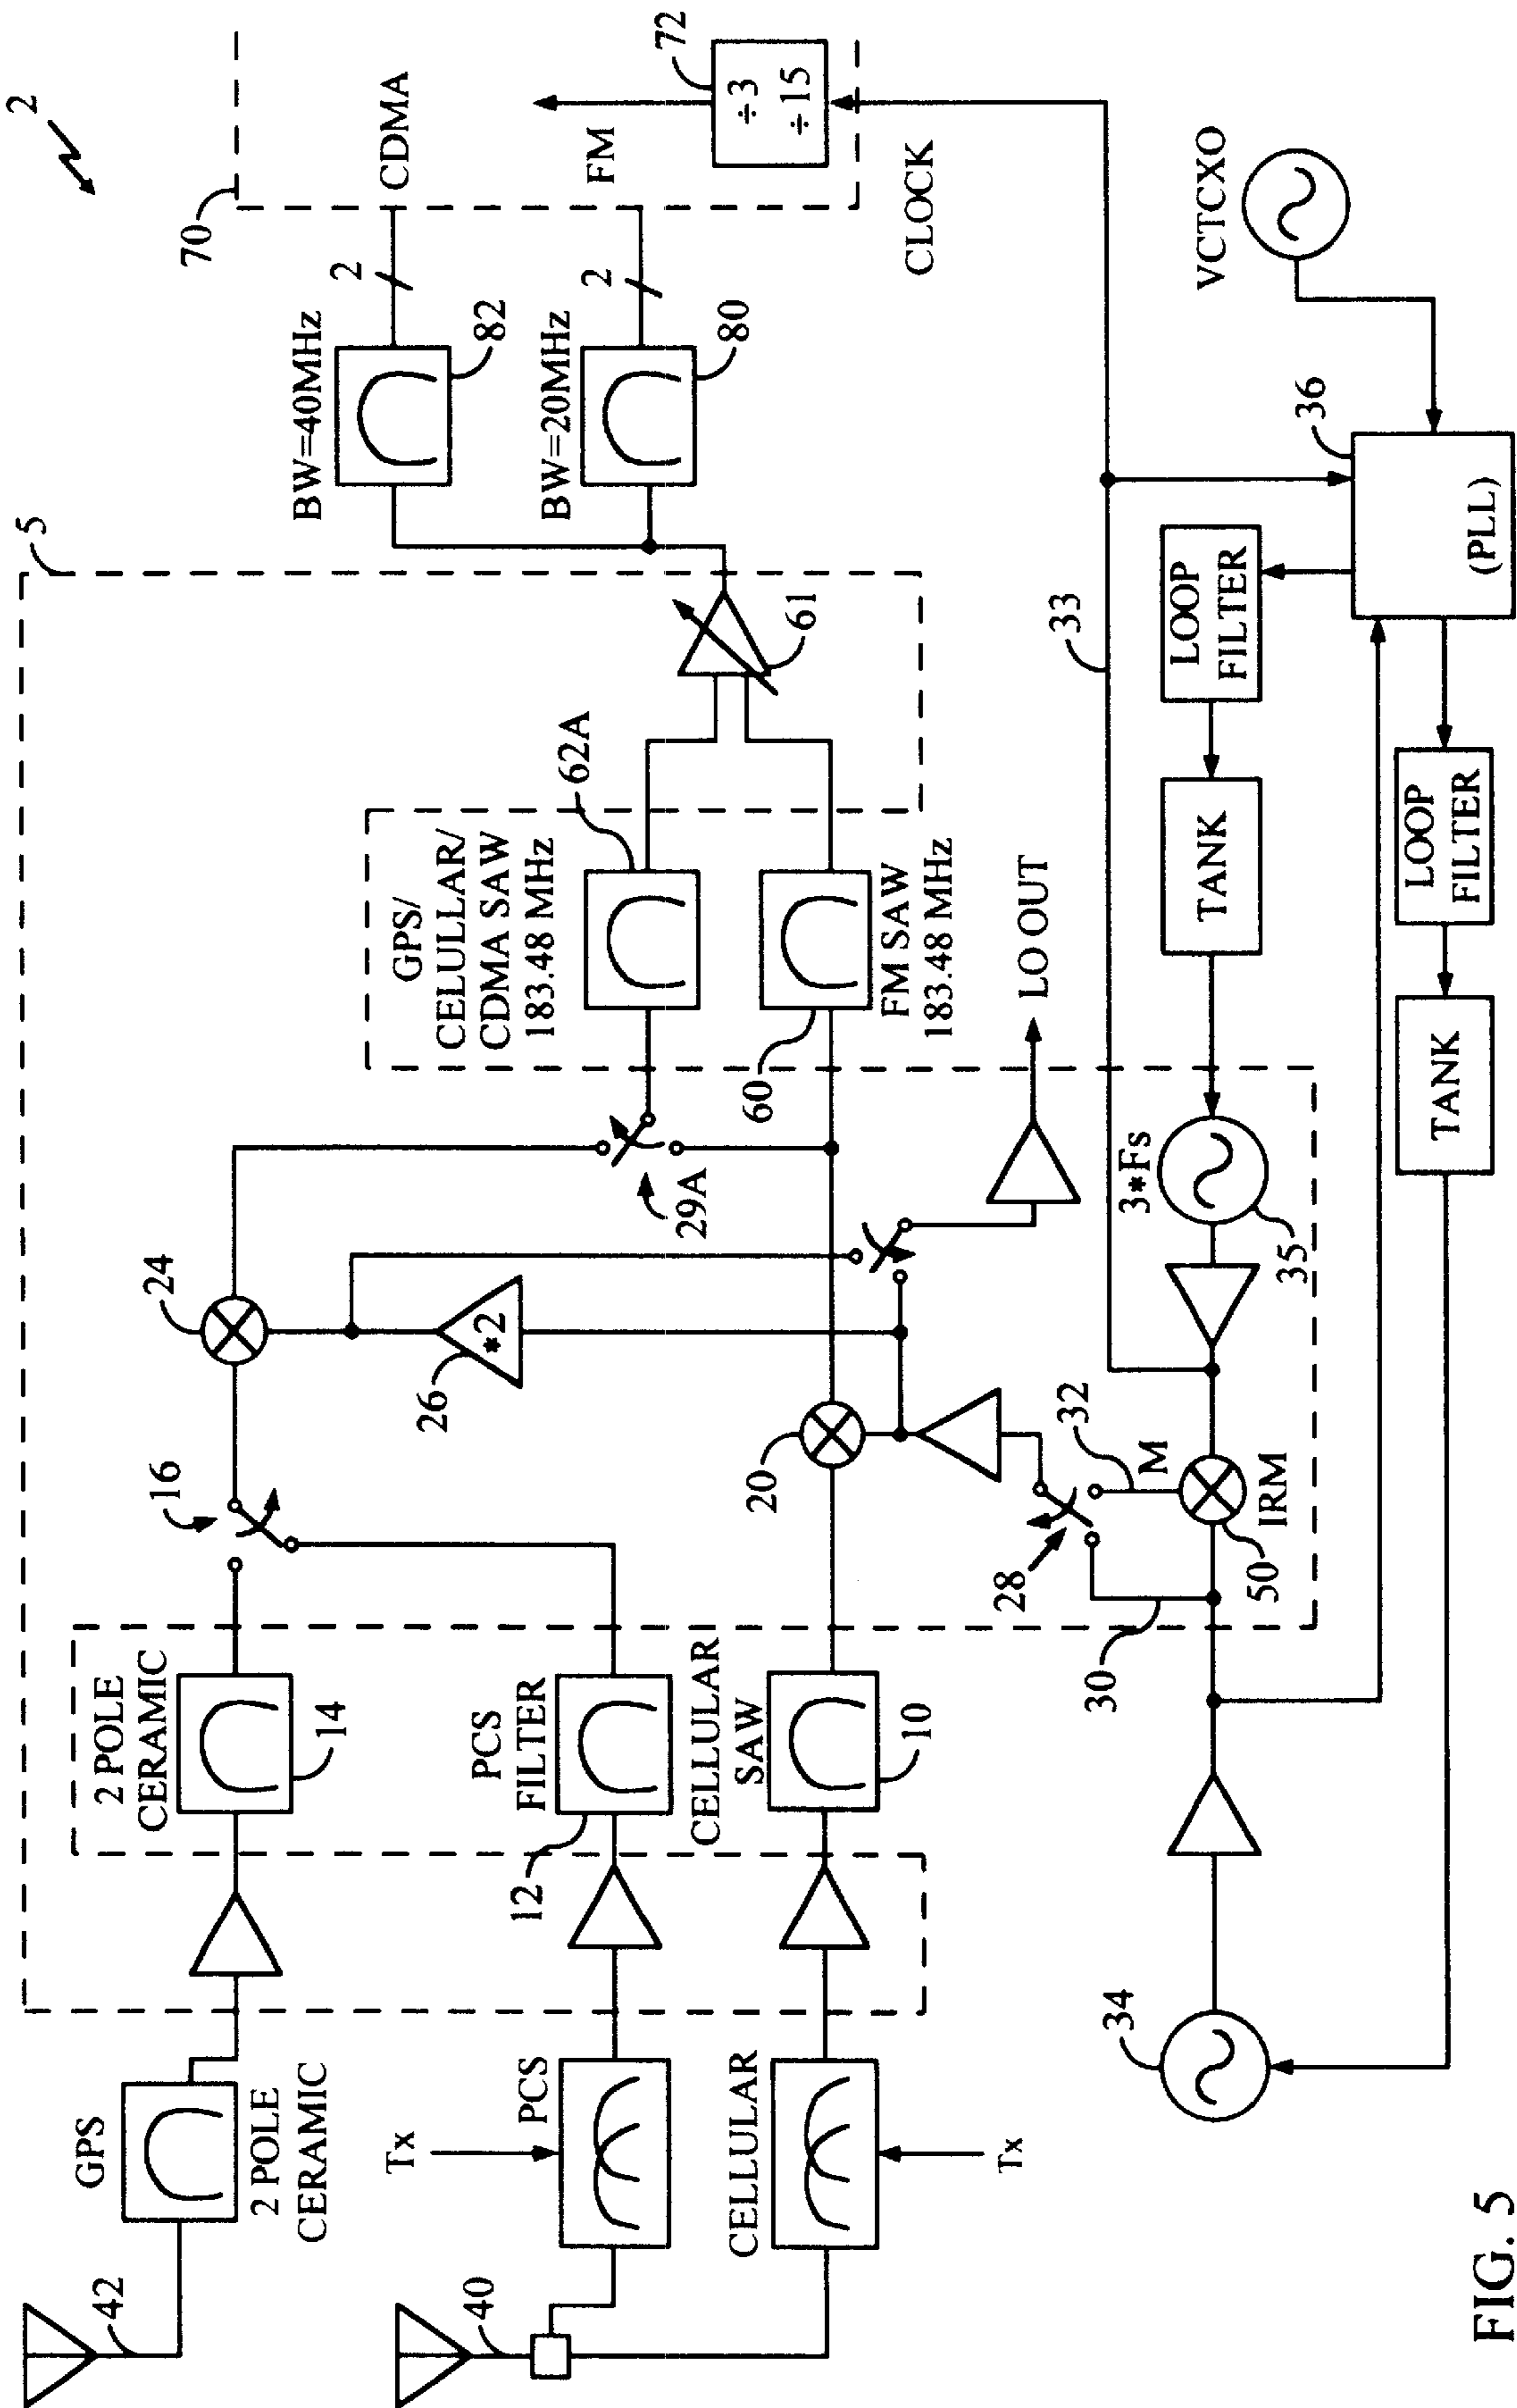 2
70
CDMA
FM
72
÷3
÷15
CLOCK
BW=40MHz
2
82
BW=20MHz
2
80
5
61
GPS/
CELULLAR/
CDMA SAW
183.48 MHz
62A
60
FM SAW
183.48 MHz
24
29A
26
*2
LO OUT
16
20
28
32
M
50
IRM
30
3*Fs
35
33
TANK
LOOP
FILTER
TANK
LOOP
FILTER
36
(PLL)
VCTCXO
2 POLE
CERAMIC
14
PCS
FILTER
12
CELLULAR
SAW
10
GPS
2 POLE
CERAMIC
42
Tx
PCS
40
CELLULAR
Tx
34
FIG. 5